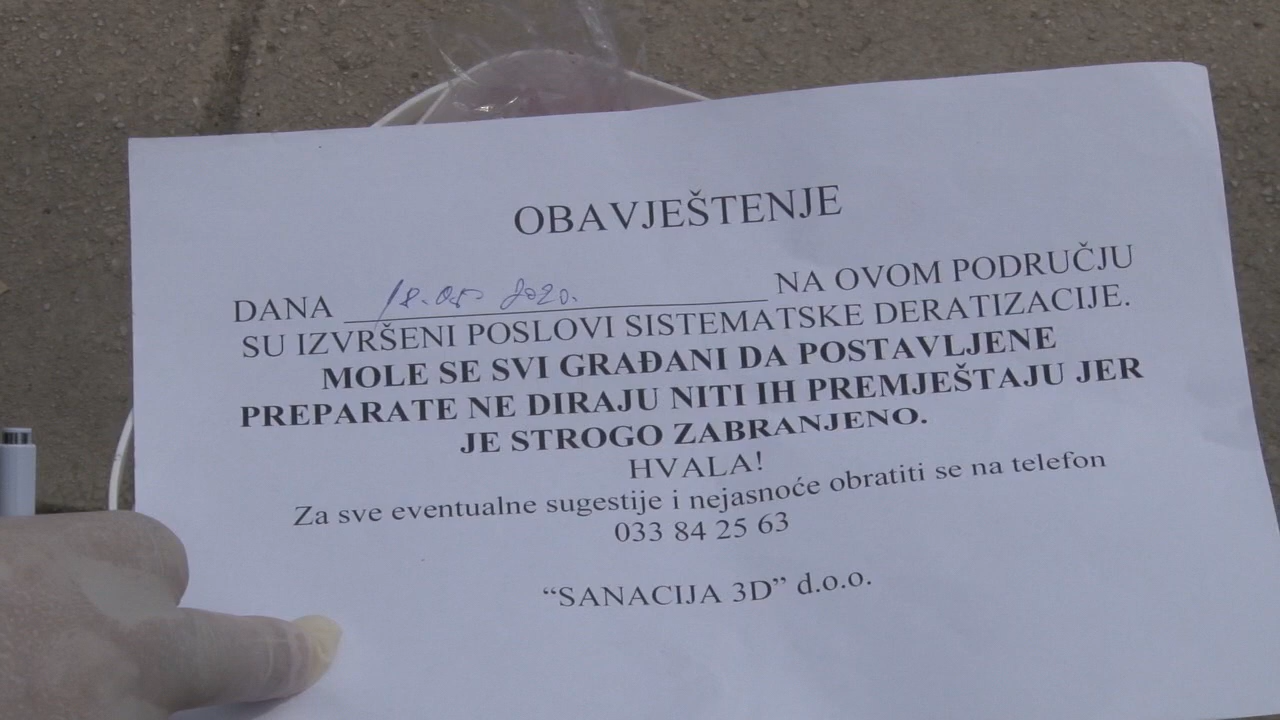 OBAVJEŠTENJE
DANA 18.05 2020. NA OVOM PODRUČJU
SU IZVRŠENI POSLOVI SISTEMATSKE DERATIZACIJE.
MOLE SE SVI GRAĐANI DA POSTAVLJENE
PREPARATE NE DIRAJU NITI IH PREMJEŠTAJU JER
JE STROGO ZABRANJENO.
HVALA!
Za sve eventualne sugestije i nejasnoće obratiti se na telefon
033 84 25 63
“SANACIJA 3D” d.o.o.